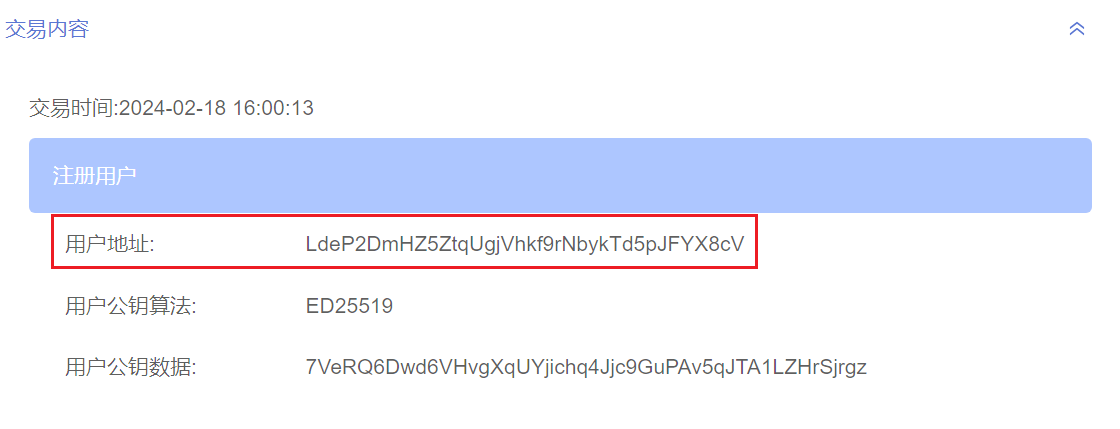 交易内容
交易时间:2024-02-18 16:00:13
注册用户
用户地址: LdeP2DmHZ5ZtqUgjVhkf9rNbykTd5pJFYX8cV
用户公钥算法: ED25519
用户公钥数据: 7VeRQ6Dwd6VHvgXqUYjichq4Jjc9GuPAv5qJTA1LZHrSjrgz